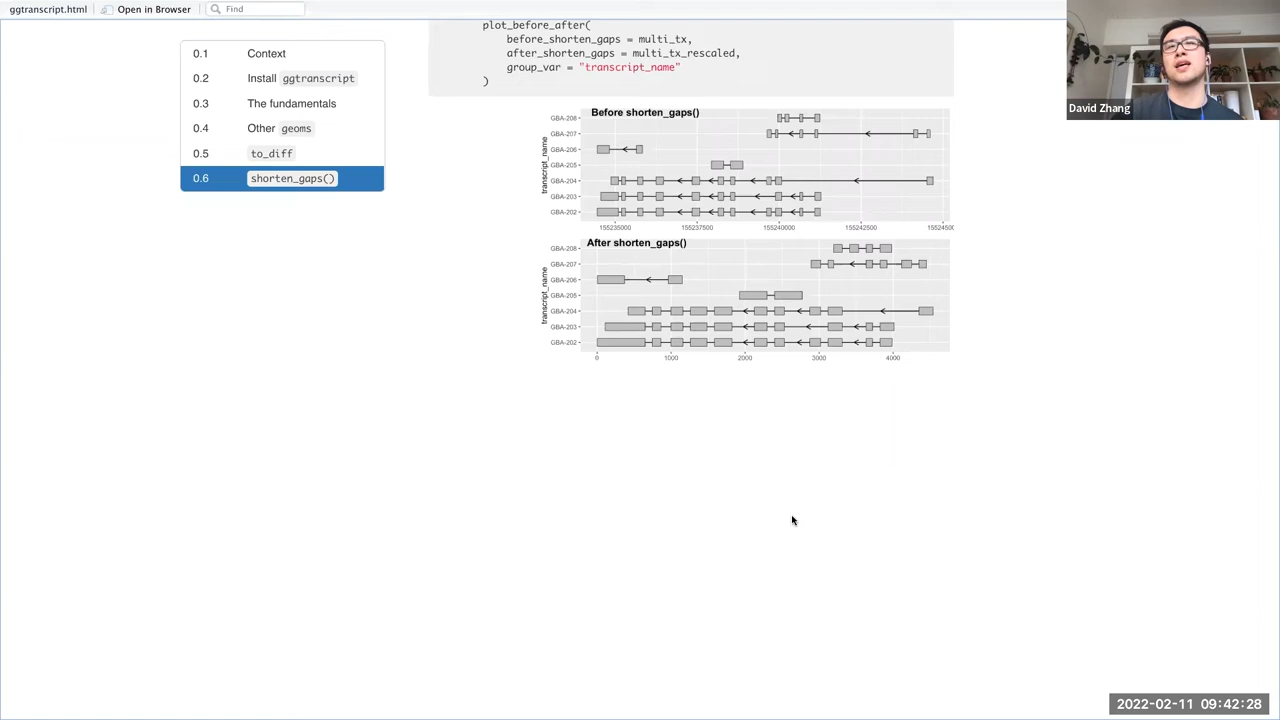 ggtranscript.html
Open in Browser
Find
0.1 Context
0.2 Install ggtranscript
0.3 The fundamentals
0.4 Other geoms
0.5 to_diff
0.6 shorten_gaps()
plot_before_after(
before_shorten_gaps = multi_tx,
after_shorten_gaps = multi_tx_rescaled,
group_var = "transcript_name"
)
Before shorten_gaps()
transcript_name
GBA-208
GBA-207
GBA-206
GBA-205
GBA-204
GBA-203
GBA-202
155235000 155237500 155240000 155242500 15524500
After shorten_gaps()
transcript_name
GBA-208
GBA-207
GBA-206
GBA-205
GBA-204
GBA-203
GBA-202
0 1000 2000 3000 4000
David Zhang
2022-02-11 09:42:28